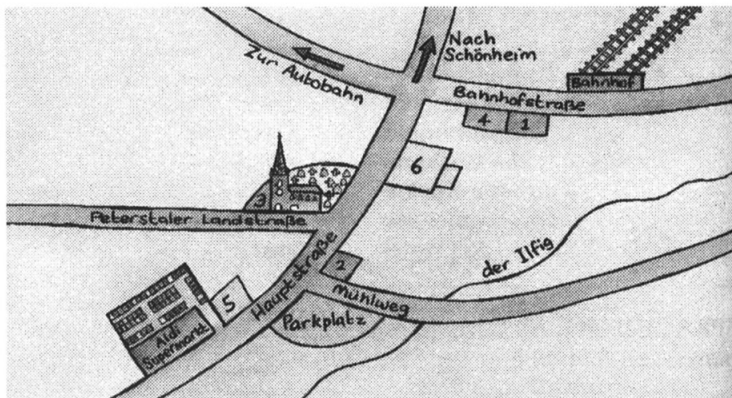 Nach
Schönheim
Zur Autobahn
Bahnhof
Bahnhofstraße
4
1
6
3
Peterstaler Landstraße
der Ilfig
2
Hauptstraße
Mühlweg
5
Parkplatz
Aldi
Supermarkt